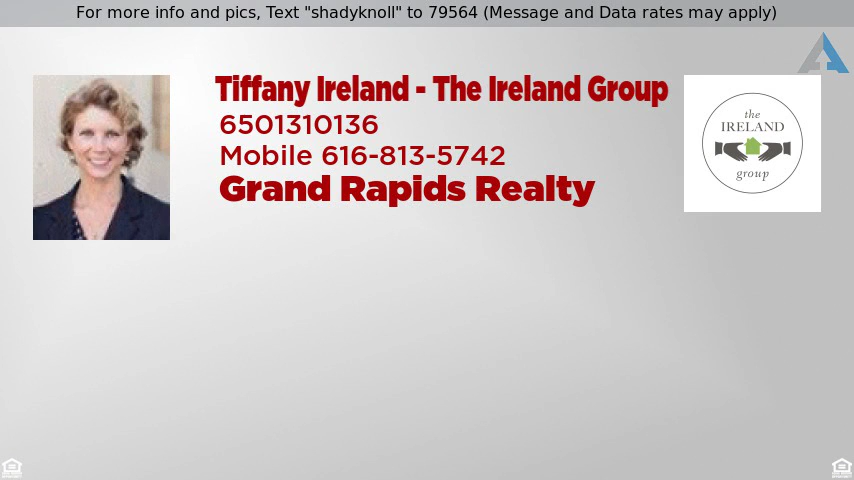 For more info and pics, Text "shadyknoll" to 79564 (Message and Data rates may apply)
Tiffany Ireland - The Ireland Group
6501310136
Mobile 616-813-5742
Grand Rapids Realty
the
IRELAND
group